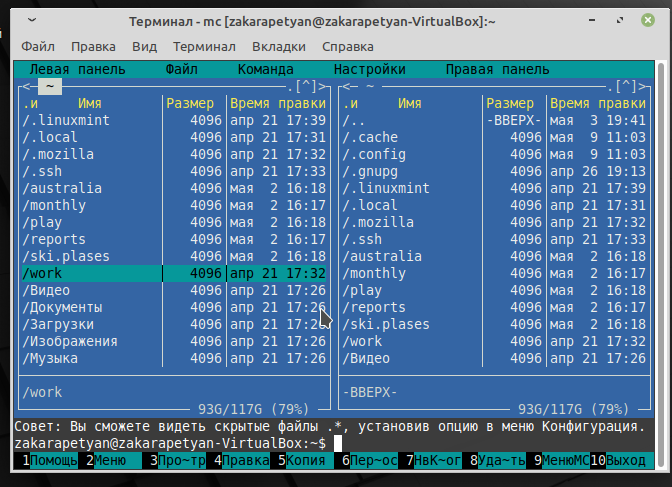 Терминал - mc [zakarapetyan@zakarapetyan-VirtualBox]:~
Файл Правка Вид Терминал Вкладки Справка
Левая панель Файл Команда Настройки Правая панель
<— ~ .[^]> <— ~ .[^]>
.и Имя Размер Время правки .и Имя Размер Время правки
/.linuxmint 4096 апр 21 17:39 /.. -ВВЕРХ- мая 3 19:41
/.local 4096 апр 21 17:31 /.cache 4096 мая 9 11:03
/.mozilla 4096 апр 21 17:32 /.config 4096 мая 9 11:03
/.ssh 4096 апр 21 17:33 /.gnupg 4096 апр 26 19:13
/australia 4096 мая 2 16:18 /.linuxmint 4096 апр 21 17:39
/monthly 4096 мая 2 16:17 /.local 4096 апр 21 17:31
/play 4096 мая 2 16:18 /.mozilla 4096 апр 21 17:32
/reports 4096 мая 2 16:17 /.ssh 4096 апр 21 17:33
/ski.plases 4096 мая 2 16:18 /australia 4096 мая 2 16:18
/work 4096 апр 21 17:32 /monthly 4096 мая 2 16:17
/Видео 4096 апр 21 17:26 /play 4096 мая 2 16:18
/Документы 4096 апр 21 17:26 /reports 4096 мая 2 16:17
/Загрузки 4096 апр 21 17:26 /ski.plases 4096 мая 2 16:18
/Изображения 4096 апр 21 17:26 /work 4096 апр 21 17:32
/Музыка 4096 апр 21 17:26 /Видео 4096 апр 21 17:26
/work -ВВЕРХ-
93G/117G (79%) 93G/117G (79%)
Совет: Вы сможете видеть скрытые файлы .*, установив опцию в меню Конфигурация.
zakarapetyan@zakarapetyan-VirtualBox:~$
1Помощь 2Меню 3Про~тр 4Правка 5Копия 6Пер~ос 7НвК~ог 8Уда~ть 9МенюМС 10Выход